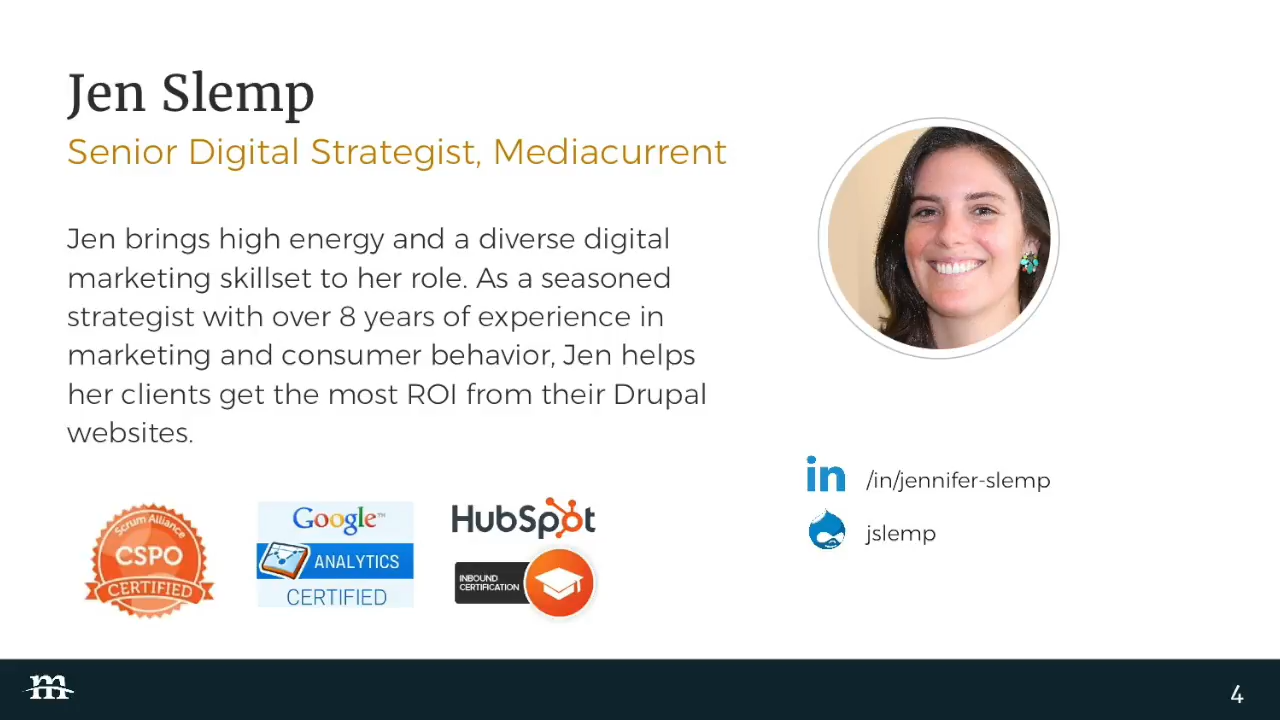 Jen Slemp
Senior Digital Strategist, Mediacurrent
Jen brings high energy and a diverse digital
marketing skillset to her role. As a seasoned
strategist with over 8 years of experience in
marketing and consumer behavior, Jen helps
her clients get the most ROI from their Drupal
websites.
in /in/jennifer-slemp
jslemp
Scrum Alliance
CSPO
CERTIFIED
Google™
ANALYTICS
CERTIFIED
HubSpot
INBOUND
CERTIFICATION
m
4